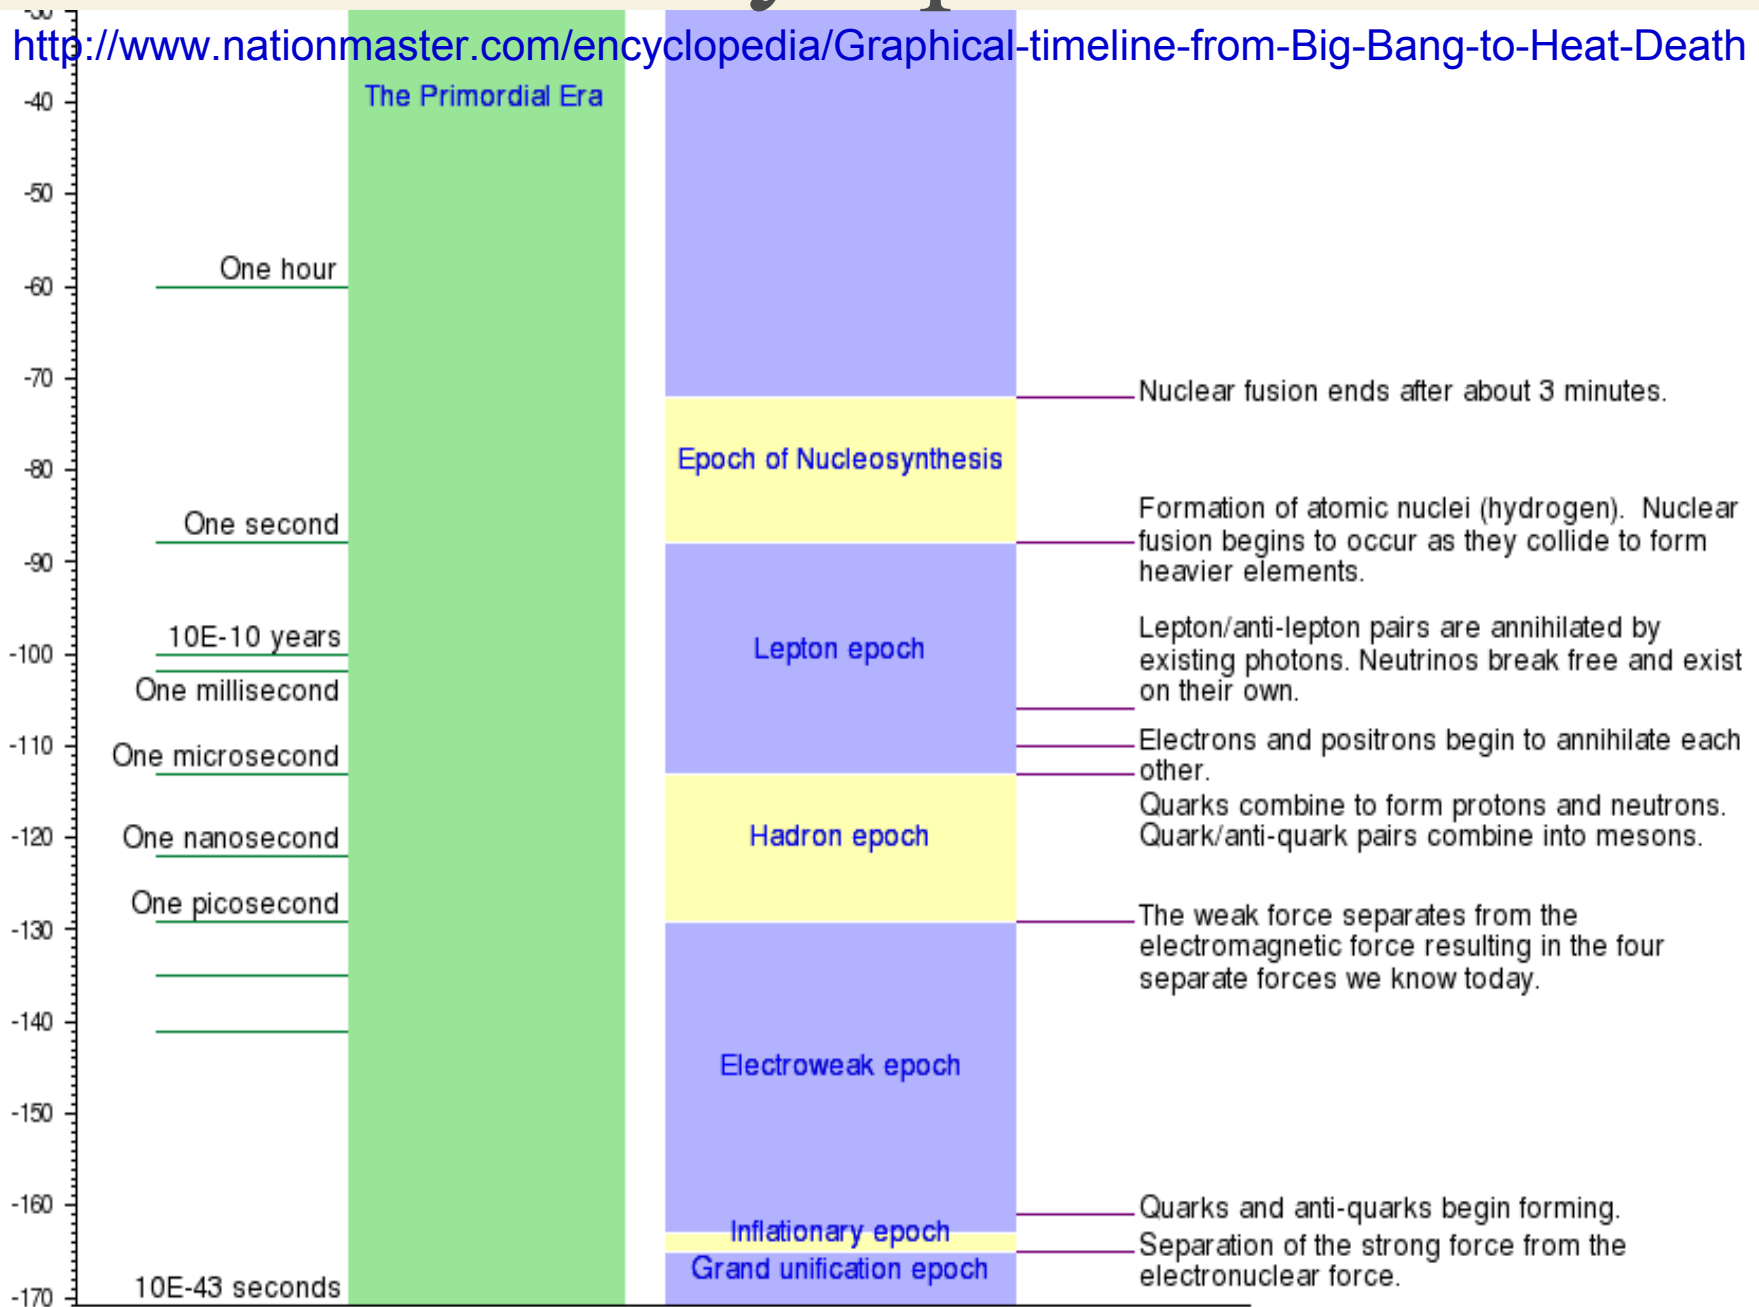 http://www.nationmaster.com/encyclopedia/Graphical-timeline-from-Big-Bang-to-Heat-Death
-40
The Primordial Era
-50
One hour
-60
-70
Nuclear fusion ends after about 3 minutes.
Epoch of Nucleosynthesis
-80
One second
Formation of atomic nuclei (hydrogen). Nuclear
fusion begins to occur as they collide to form
heavier elements.
-90
10E-10 years
Lepton epoch
-100
One millisecond
Lepton/anti-lepton pairs are annihilated by
existing photons. Neutrinos break free and exist
on their own.
-110
One microsecond
Electrons and positrons begin to annihilate each
other.
Quarks combine to form protons and neutrons.
Quark/anti-quark pairs combine into mesons.
Hadron epoch
-120
One nanosecond
One picosecond
-130
The weak force separates from the
electromagnetic force resulting in the four
separate forces we know today.
-140
Electroweak epoch
-150
-160
Quarks and anti-quarks begin forming.
Inflationary epoch
Separation of the strong force from the
electronuclear force.
Grand unification epoch
10E-43 seconds
-170